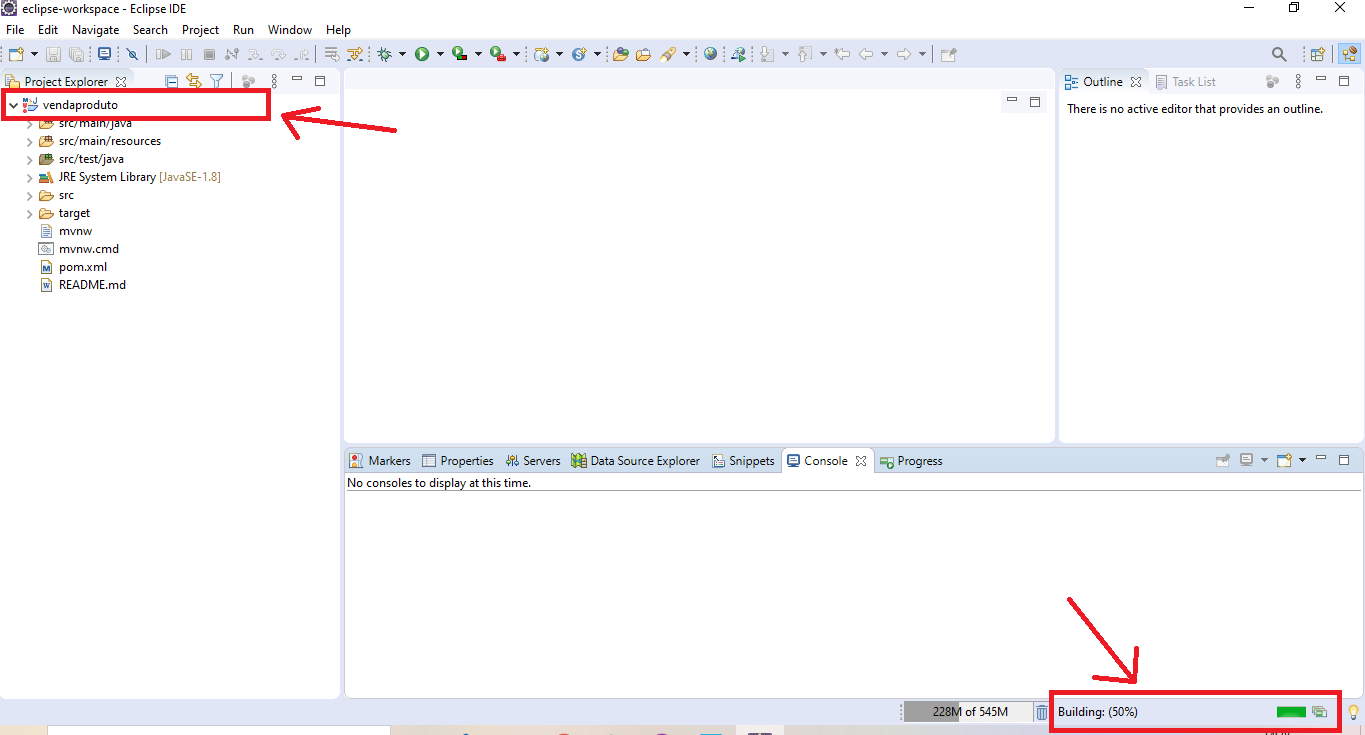 eclipse-workspace - Eclipse IDE
File Edit Navigate Search Project Run Window Help
Project Explorer
vendaproduto
src/main/java
src/main/resources
src/test/java
JRE System Library [JavaSE-1.8]
src
target
mvnw
mvnw.cmd
pom.xml
README.md
Outline Task List
There is no active editor that provides an outline.
Markers Properties Servers Data Source Explorer Snippets Console Progress
No consoles to display at this time.
228M of 545M
Building: (50%)